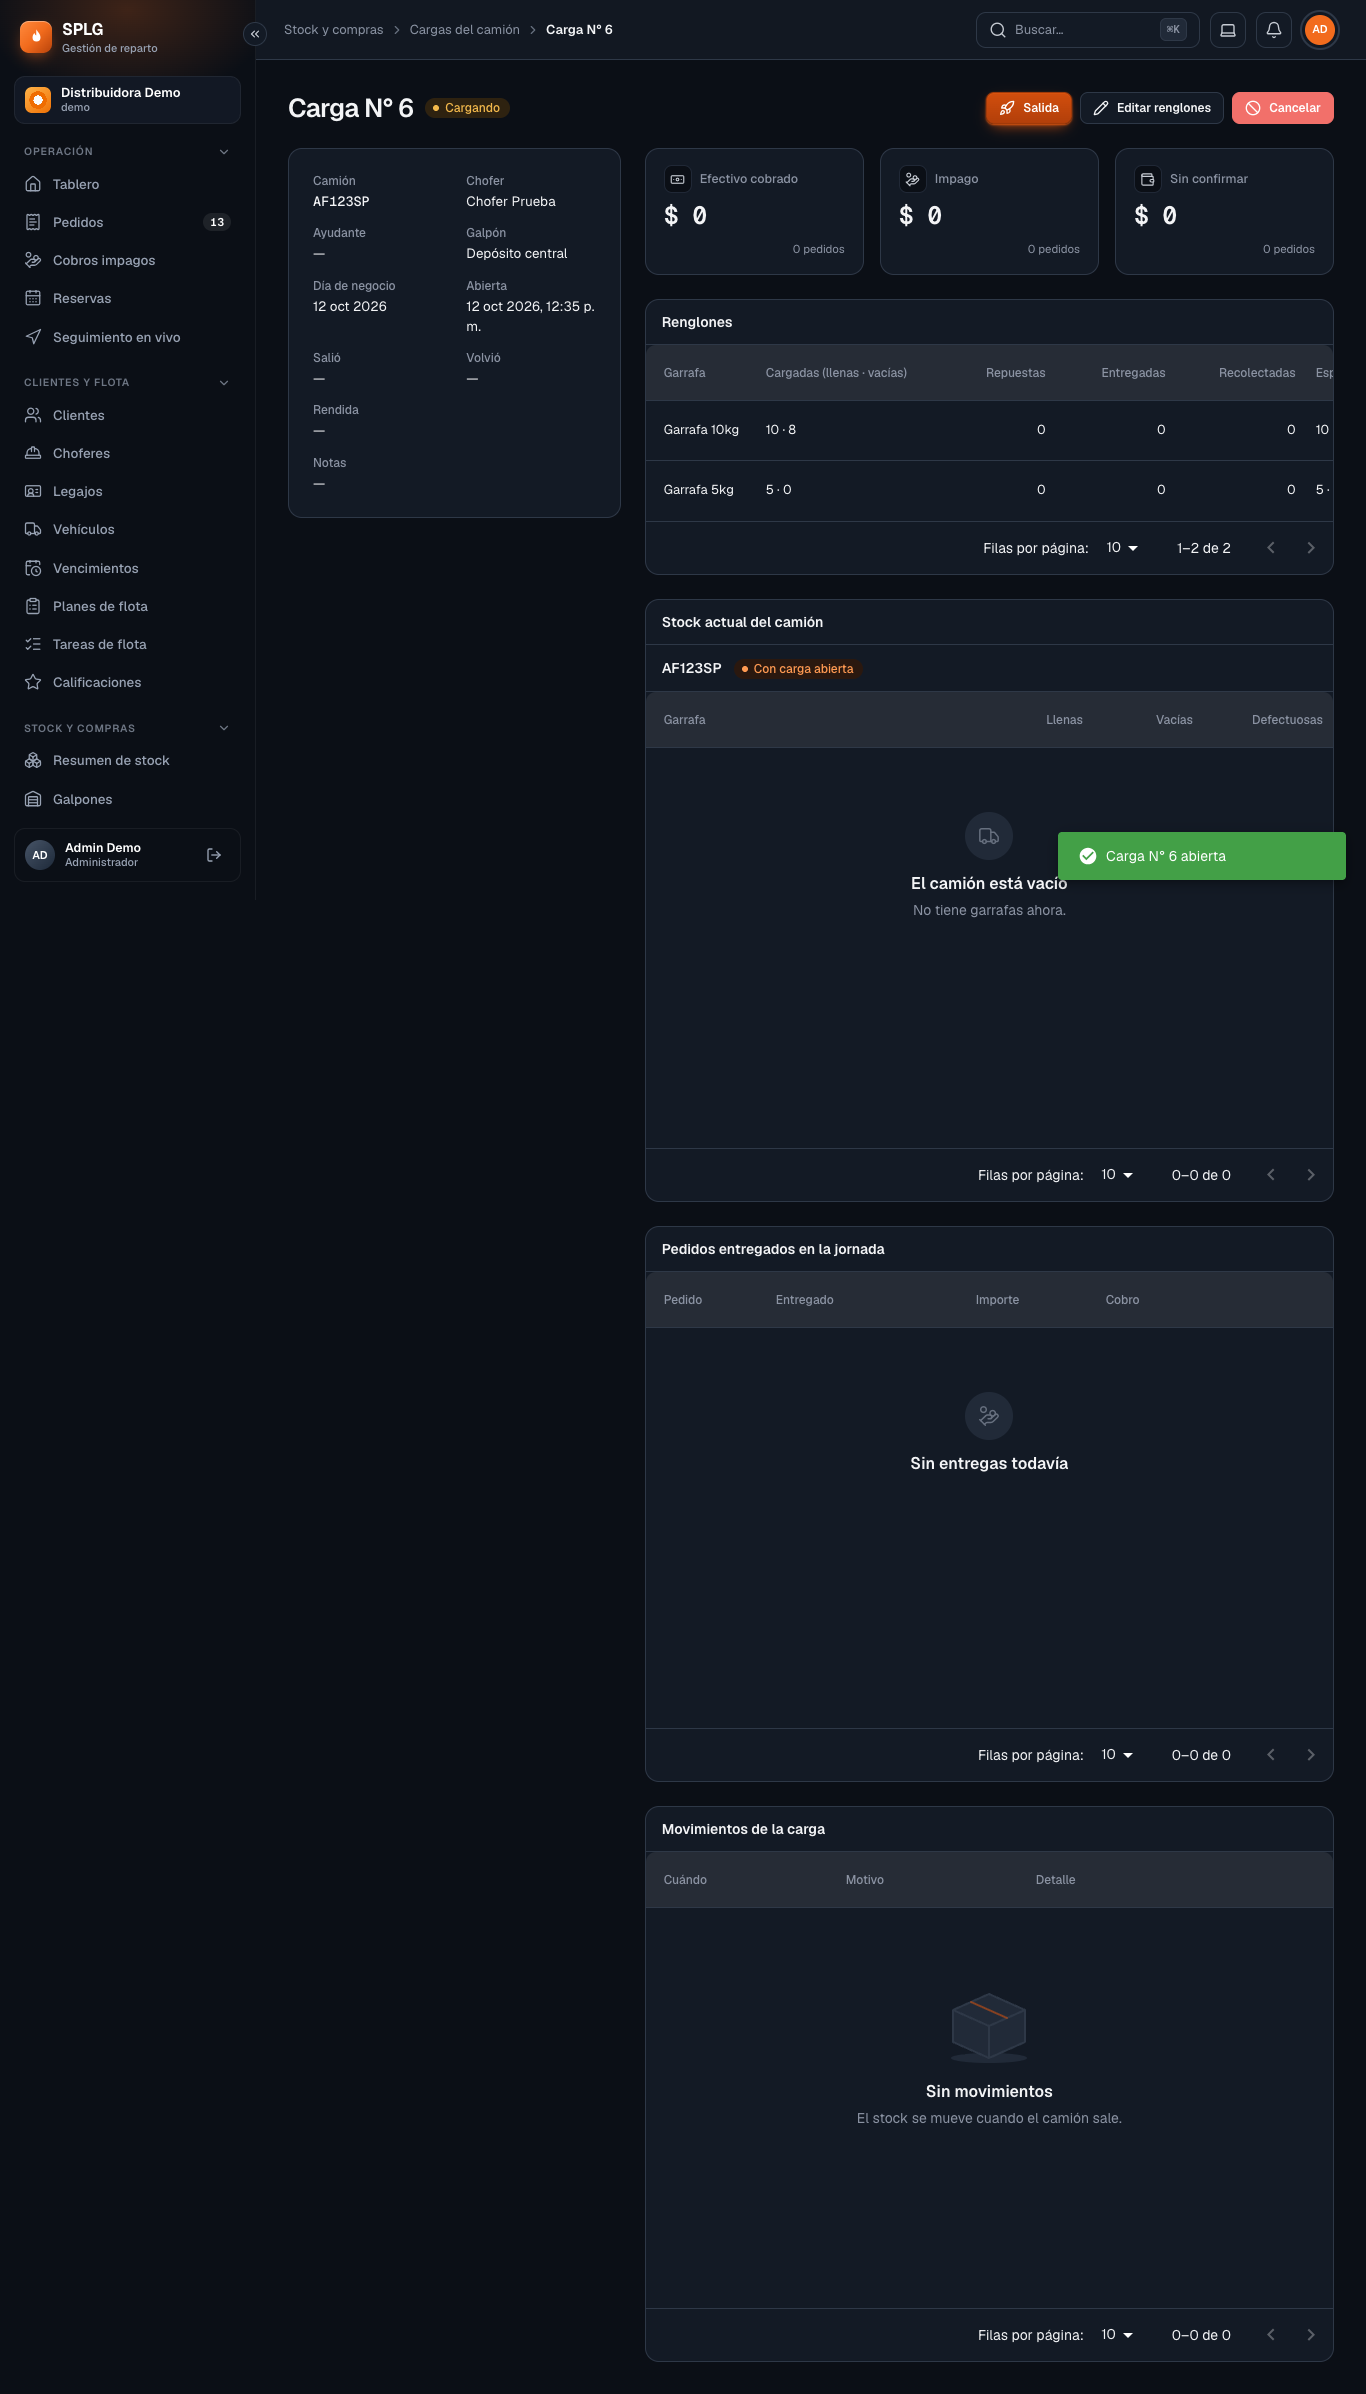 SPLG
Gestión de reparto
Distribuidora Demo
demo
OPERACIÓN
Tablero
Pedidos 13
Cobros impagos
Reservas
Seguimiento en vivo
CLIENTES Y FLOTA
Clientes
Choferes
Legajos
Vehículos
Vencimientos
Planes de flota
Tareas de flota
Calificaciones
STOCK Y COMPRAS
Resumen de stock
Galpones
AD
Admin Demo
Administrador
Stock y compras Cargas del camión Carga N° 6
Buscar... ⌘K
AD
Carga N° 6 Cargando
Salida Editar renglones Cancelar
Camión Chofer
AF123SP Chofer Prueba
Ayudante Galpón
— Depósito central
Día de negocio Abierta
12 oct 2026 12 oct 2026, 12:35 p.
m.
Salió Volvió
— —
Rendida
—
Notas
—
Efectivo cobrado
$ 0
0 pedidos
Impago
$ 0
0 pedidos
Sin confirmar
$ 0
0 pedidos
Renglones
Garrafa Cargadas (llenas · vacías) Repuestas Entregadas Recolectadas Esp
Garrafa 10kg 10 · 8 0 0 0 10
Garrafa 5kg 5 · 0 0 0 0 5 ·
Filas por página: 10 1–2 de 2
Stock actual del camión
AF123SP Con carga abierta
Garrafa Llenas Vacías Defectuosas
El camión está vacío
No tiene garrafas ahora.
Carga N° 6 abierta
Filas por página: 10 0–0 de 0
Pedidos entregados en la jornada
Pedido Entregado Importe Cobro
Sin entregas todavía
Filas por página: 10 0–0 de 0
Movimientos de la carga
Cuándo Motivo Detalle
Sin movimientos
El stock se mueve cuando el camión sale.
Filas por página: 10 0–0 de 0